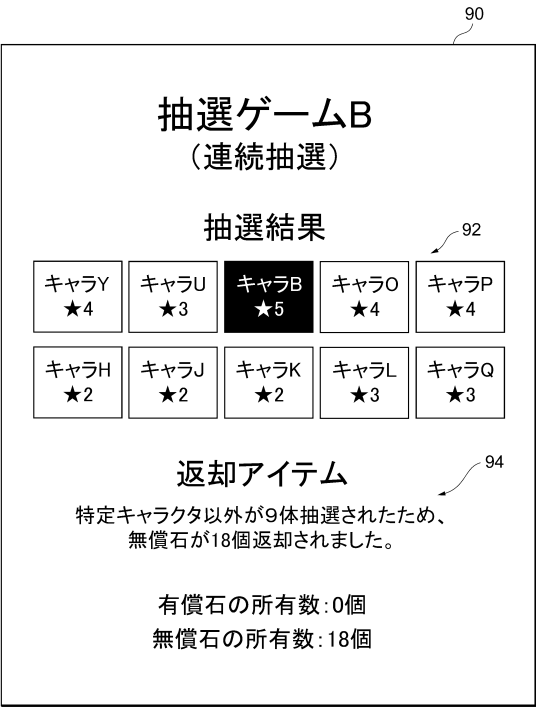 90
抽選ゲームB
（連続抽選）
抽選結果
92
キャラY
★4
キャラU
★3
キャラB
★5
キャラO
★4
キャラP
★4
キャラH
★2
キャラJ
★2
キャラK
★2
キャラL
★3
キャラQ
★3
返却アイテム
94
特定キャラクタ以外が９体抽選されたため、
無償石が18個返却されました。
有償石の所有数：0個
無償石の所有数：18個